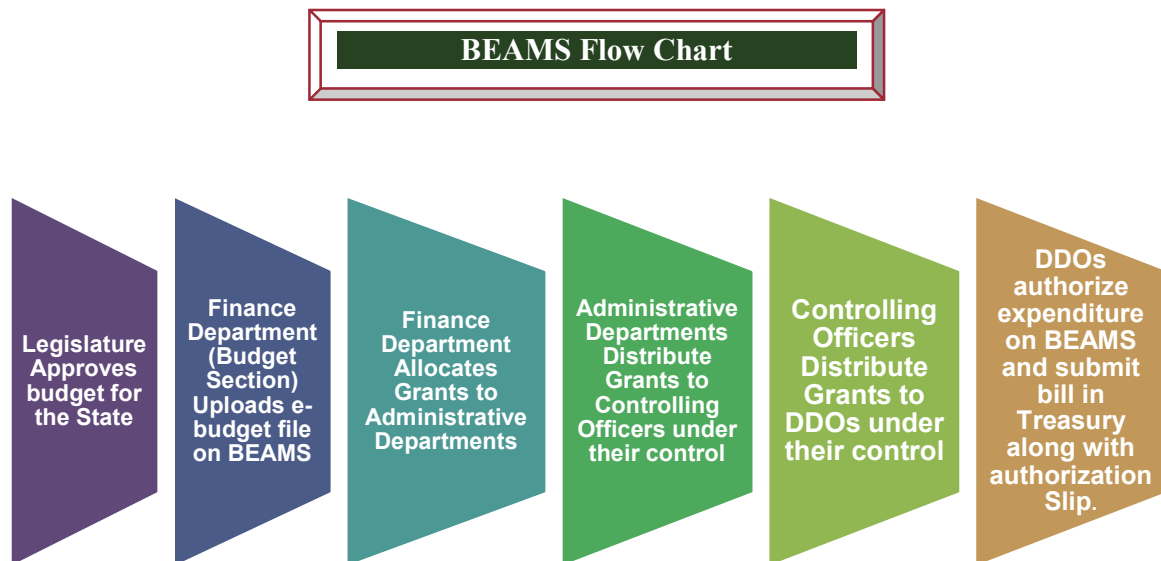 BEAMS Flow Chart
Legislature
Approves
budget for
the State
Finance
Department
(Budget
Section)
Uploads e-
budget file
on BEAMS
Finance
Department
Allocates
Grants to
Administrative
Departments
Administrative
Departments
Distribute
Grants to
Controlling
Officers under
their control
Controlling
Officers
Distribute
Grants to
DDOs under
their control
DDOs
authorize
expenditure
on BEAMS
and submit
bill in
Treasury
along with
authorization
Slip.